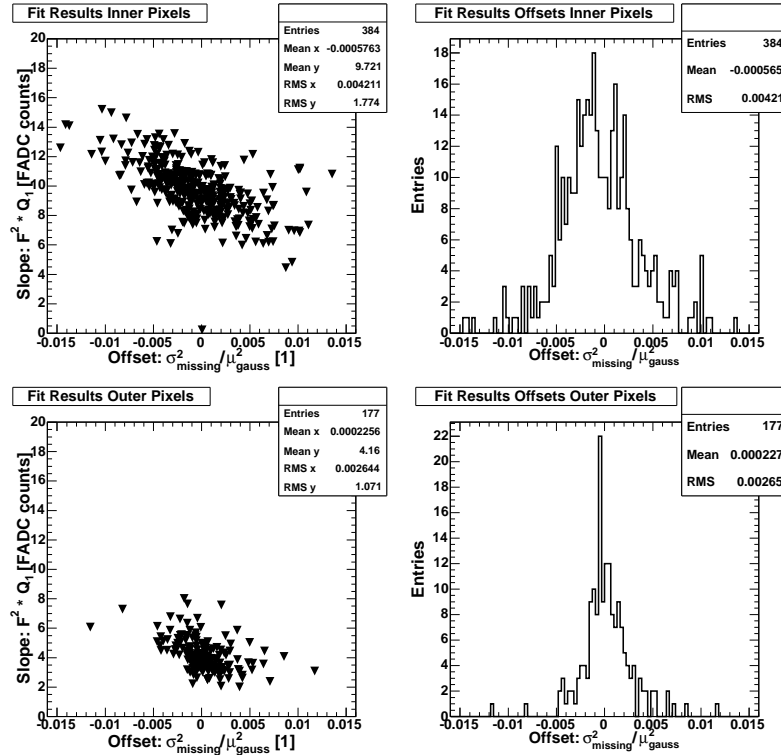 Fit Results Inner Pixels
Entries 384
Mean x -0.0005763
Mean y 9.721
RMS x 0.004211
RMS y 1.774
Slope: F² * Q₁ [FADC counts]
20
18
16
14
12
10
8
6
4
2
0
-0.015 -0.01 -0.005 0 0.005 0.01 0.015
Offset: σ²missing/μ²gauss [1]
Fit Results Offsets Inner Pixels
Entries 384
Mean -0.000565
RMS 0.00421
Entries
18
16
14
12
10
8
6
4
2
0
-0.015 -0.01 -0.005 0 0.005 0.01 0.015
Offset: σ²missing/μ²gauss
Fit Results Outer Pixels
Entries 177
Mean x 0.0002256
Mean y 4.16
RMS x 0.002644
RMS y 1.071
Slope: F² * Q₁ [FADC counts]
20
18
16
14
12
10
8
6
4
2
0
-0.015 -0.01 -0.005 0 0.005 0.01 0.015
Offset: σ²missing/μ²gauss [1]
Fit Results Offsets Outer Pixels
Entries 177
Mean 0.000227
RMS 0.00265
Entries
22
20
18
16
14
12
10
8
6
4
2
0
-0.015 -0.01 -0.005 0 0.005 0.01 0.015
Offset: σ²missing/μ²gauss